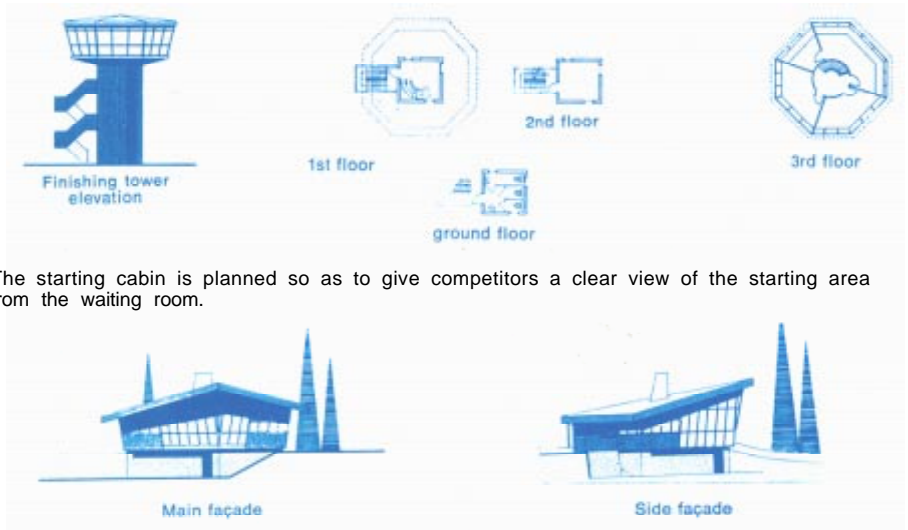 Finishing tower
elevation
1st floor
2nd floor
3rd floor
ground floor
The starting cabin is planned so as to give competitors a clear view of the starting area
from the waiting room.
Main façade
Side façade